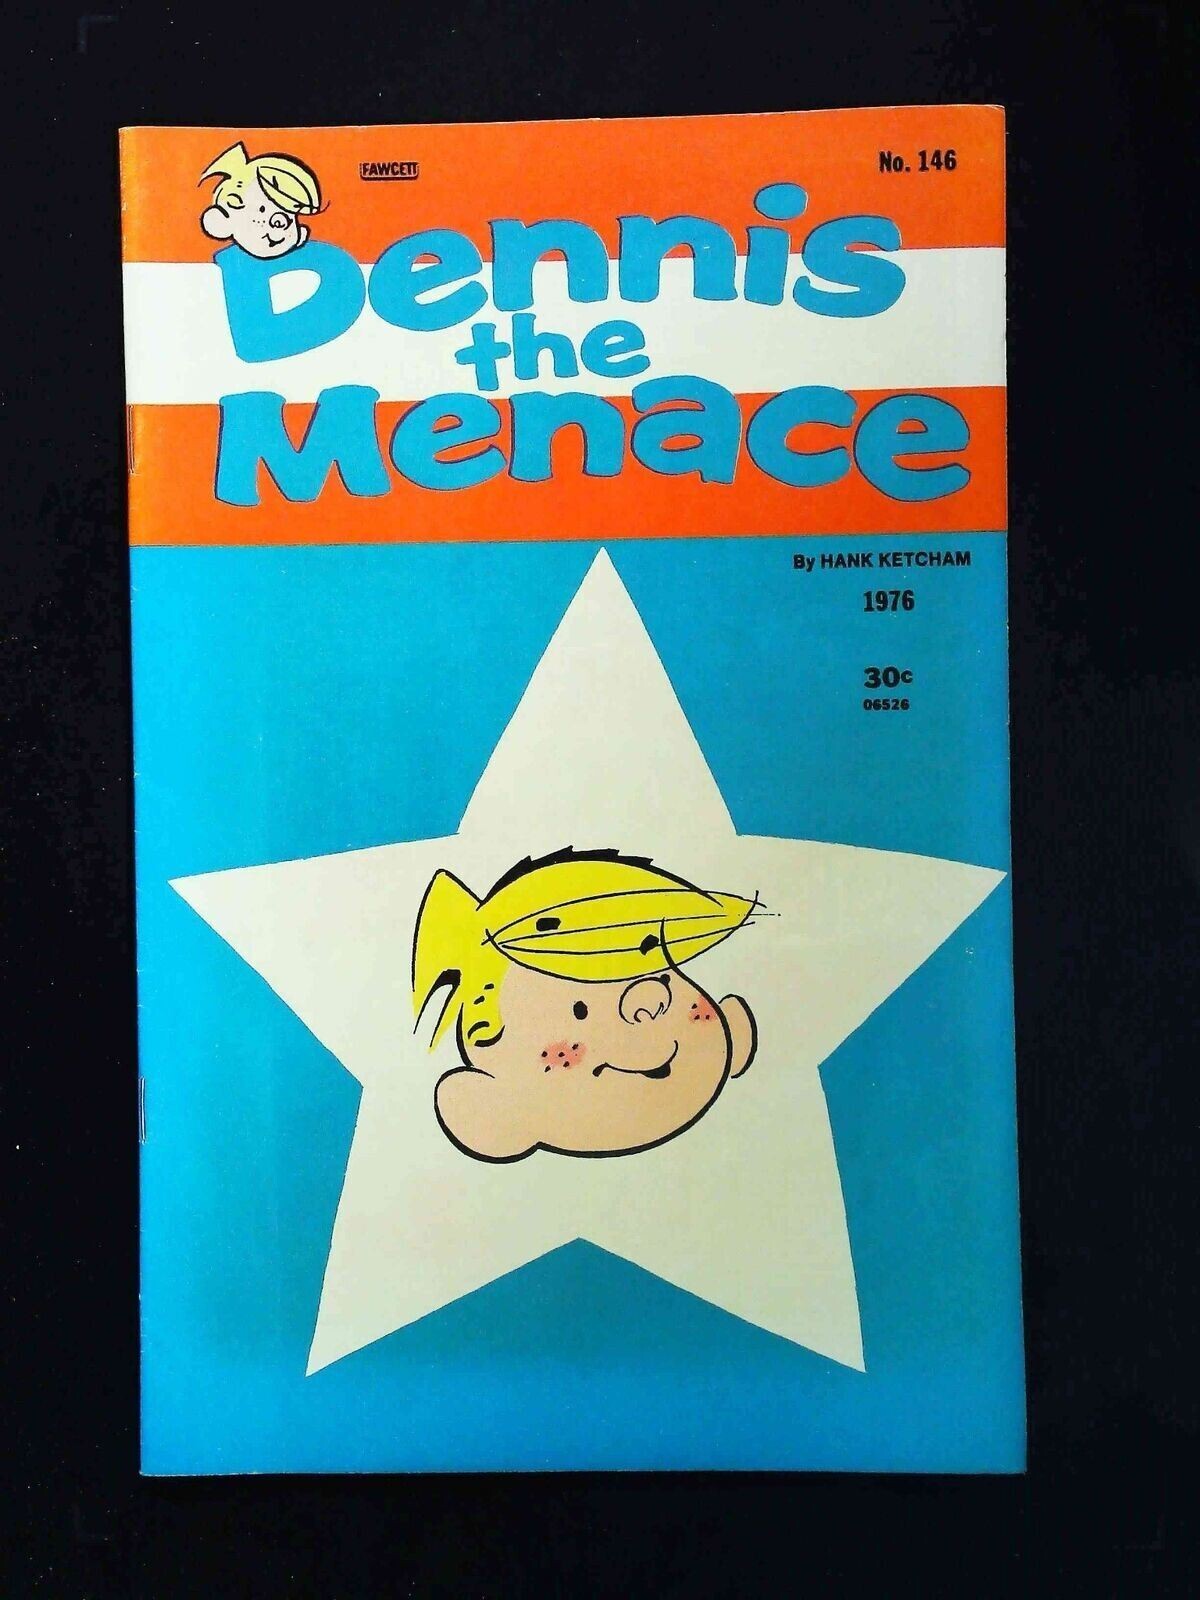 FAWCETT
No. 146
Dennis
the
Menace
By HANK KETCHAM
1976
30c
06526